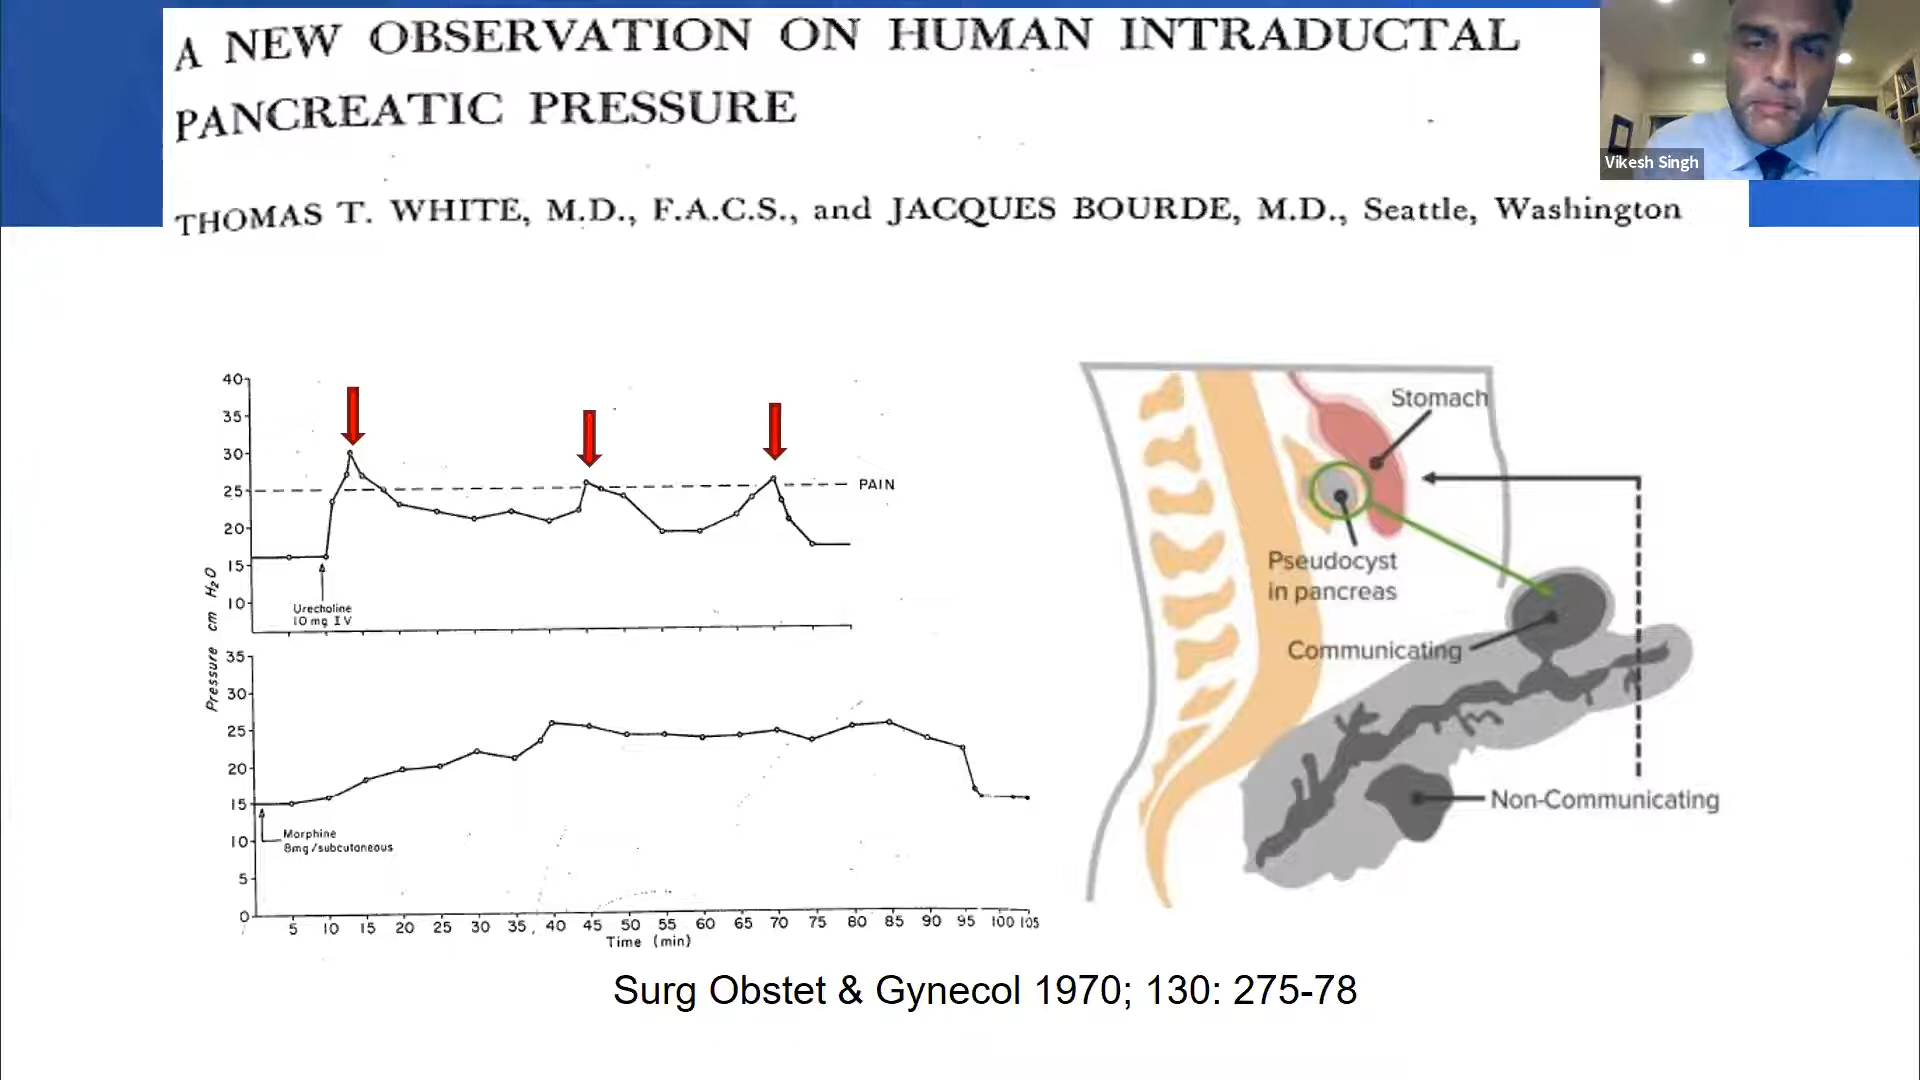 A NEW OBSERVATION ON HUMAN INTRADUCTAL
PANCREATIC PRESSURE
THOMAS T. WHITE, M.D., F.A.C.S., and JACQUES BOURDE, M.D., Seattle, Washington
Vikesh Singh
40
35
30
25
20
15
10
PAIN
Urecholine
10 mg IV
Pressure cm H₂O
35
30
25
20
15
10
5
0
Morphine
8mg/subcutaneous
5 10 15 20 25 30 35 40 45 50 55 60 65 70 75 80 85 90 95 100 105
Time (min)
Stomach
Pseudocyst
in pancreas
Communicating
Non-Communicating
Surg Obstet & Gynecol 1970; 130: 275-78